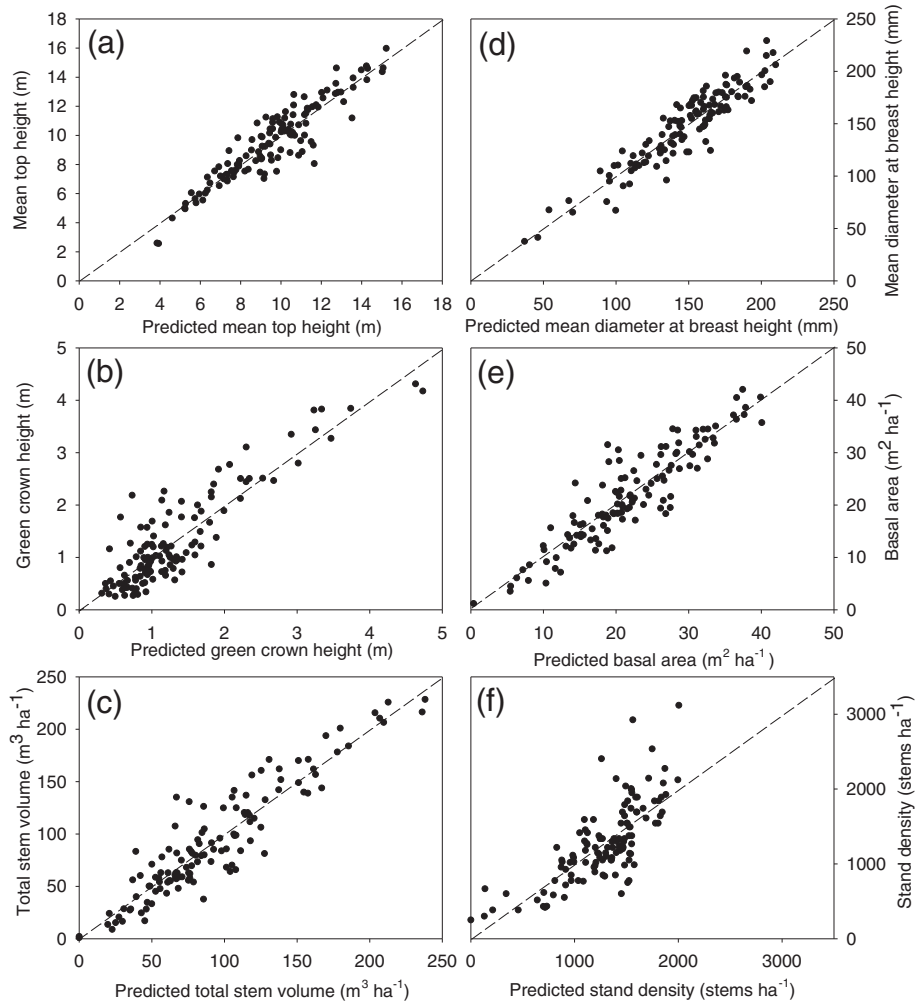 (a)
Mean top height (m)
18
16
14
12
10
8
6
4
2
0
0 2 4 6 8 10 12 14 16 18
Predicted mean top height (m)
(d)
Mean diameter at breast height (mm)
250
200
150
100
50
0
0 50 100 150 200 250
Predicted mean diameter at breast height (mm)
(b)
Green crown height (m)
5
4
3
2
1
0
0 1 2 3 4 5
Predicted green crown height (m)
(e)
Basal area (m² ha⁻¹)
50
40
30
20
10
0
0 10 20 30 40 50
Predicted basal area (m² ha⁻¹)
(c)
Total stem volume (m³ ha⁻¹)
250
200
150
100
50
0
0 50 100 150 200 250
Predicted total stem volume (m³ ha⁻¹)
(f)
Stand density (stems ha⁻¹)
3000
2000
1000
0
0 1000 2000 3000
Predicted stand density (stems ha⁻¹)